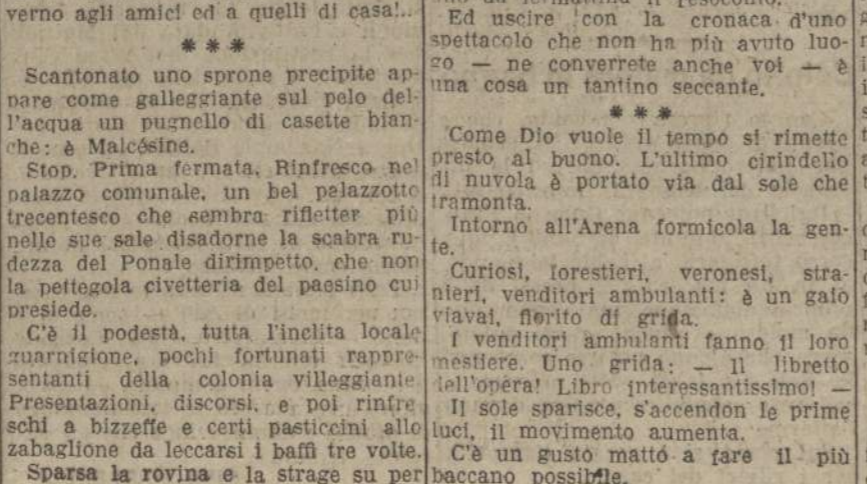 verno agli amici ed a quelli di casa!..
***
Scantonato uno sprone precipite ap-
pare come galleggiante sul pelo del-
l'acqua un pugnello di casette bian-
che: è Malcésine.
Stop. Prima fermata. Rinfresco nel
palazzo comunale, un bel palazzotto
trecentesco che sembra rifletter più
nelle sue sale disadorne la scabra ru-
dezza del Ponale dirimpetto, che non
la pettegola civetteria del paesino cui
presiede.
C'è il podestà, tutta l'inclita locale
guarnigione, pochi fortunati rappre-
sentanti della colonia villeggiante.
Presentazioni, discorsi, e poi rinfre
schi a bizzeffe e certi pasticcini allo
zabaglione da leccarsi i baffi tre volte.
Sparsa la rovina e la strage su per
Ed uscire con la cronaca d'uno
spettacolo che non ha più avuto luo-
go — ne converrete anche voi — è
una cosa un tantino seccante.
***
Come Dio vuole il tempo si rimette
presto al buono. L'ultimo cirindello
di nuvola è portato via dal sole che
tramonta.
Intorno all'Arena formicola la gen-
te.
Curiosi, forestieri, veronesi, stra-
nieri, venditori ambulanti: è un gaio
viavai, fiorito di grida.
I venditori ambulanti fanno il loro
mestiere. Uno grida: — Il libretto
dell'opera! Libro interessantissimo! —
Il sole sparisce, s'accendon le prime
luci, il movimento aumenta.
C'è un gusto matto a fare il più
baccano possibile.